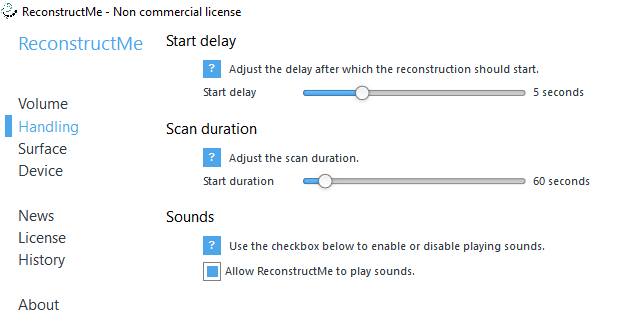 ReconstructMe - Non commercial license
ReconstructMe
Volume
Handling
Surface
Device
News
License
History
About
Start delay
? Adjust the delay after which the reconstruction should start.
Start delay 5 seconds
Scan duration
? Adjust the scan duration.
Start duration 60 seconds
Sounds
? Use the checkbox below to enable or disable playing sounds.
Allow ReconstructMe to play sounds.